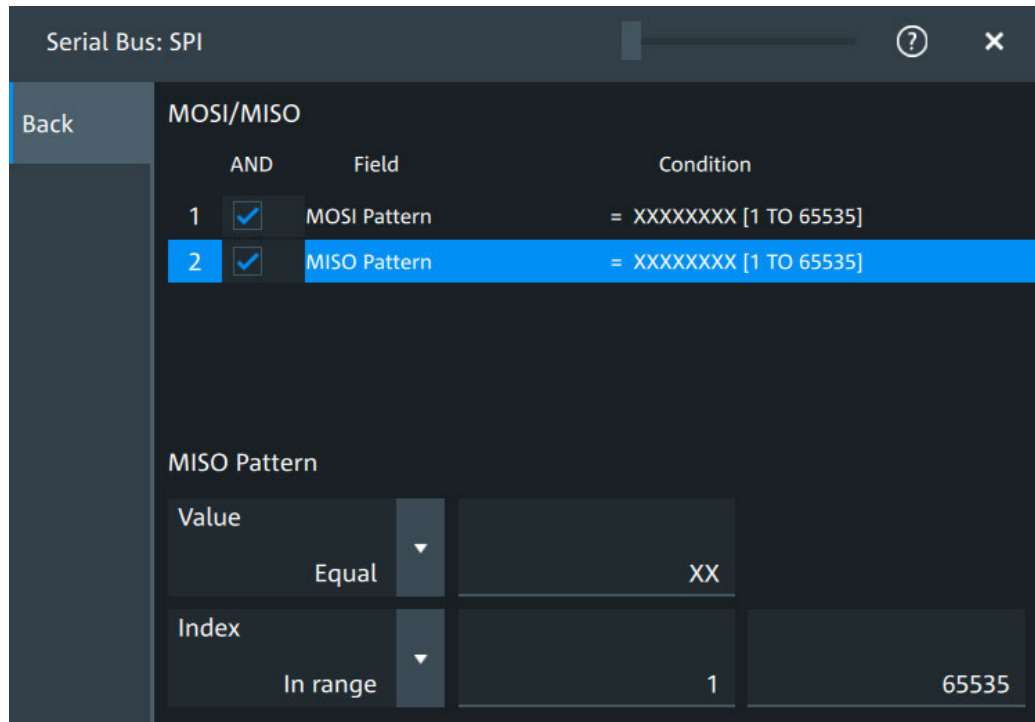 Serial Bus: SPI ?
Back
MOSI/MISO
AND Field Condition
1 MOSI Pattern = XXXXXXXX [1 TO 65535]
2 MISO Pattern = XXXXXXXX [1 TO 65535]
MISO Pattern
Value
Equal XX
Index
In range 1 65535